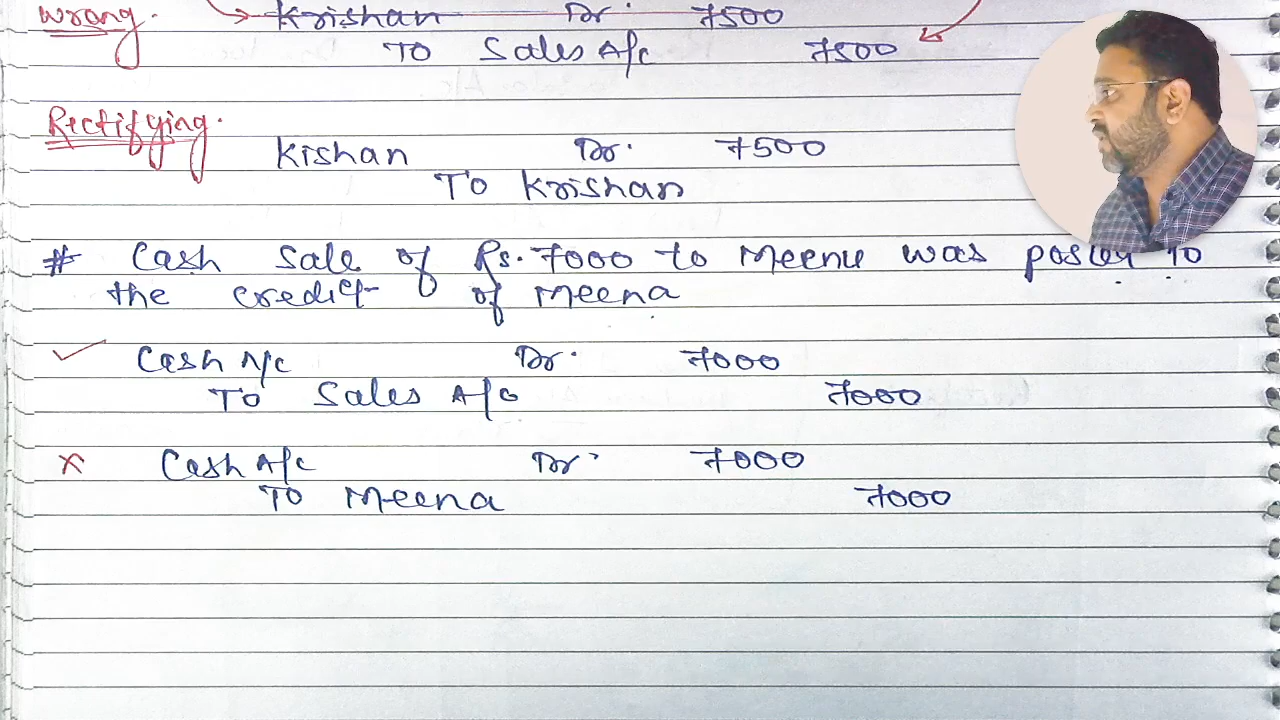 Wrong. Krishan Dr. 7500
To Sales A/c 7500
Rectifying.
Kishan Dr. 7500
To Krishan
# Cash Sale of Rs. 7000 to Meenu was posted to
the credit of Meena
✓ Cash A/c Dr. 7000
To Sales A/c 7000
× Cash A/c Dr. 7000
To Meena 7000